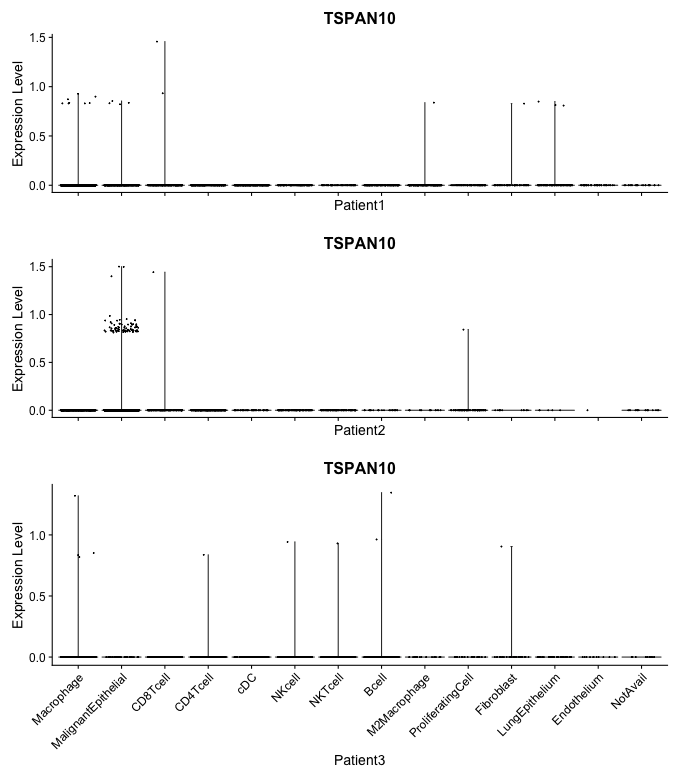 TSPAN10
Expression Level
1.5
1.0
0.5
0.0
Patient1
TSPAN10
Expression Level
1.5
1.0
0.5
0.0
Patient2
TSPAN10
Expression Level
1.0
0.5
0.0
Macrophage
MalignantEpithelial
CD8Tcell
CD4Tcell
cDC
NKcell
NKTcell
Bcell
M2Macrophage
ProliferatingCell
Fibroblast
LungEpithelium
Endothelium
NotAvail
Patient3